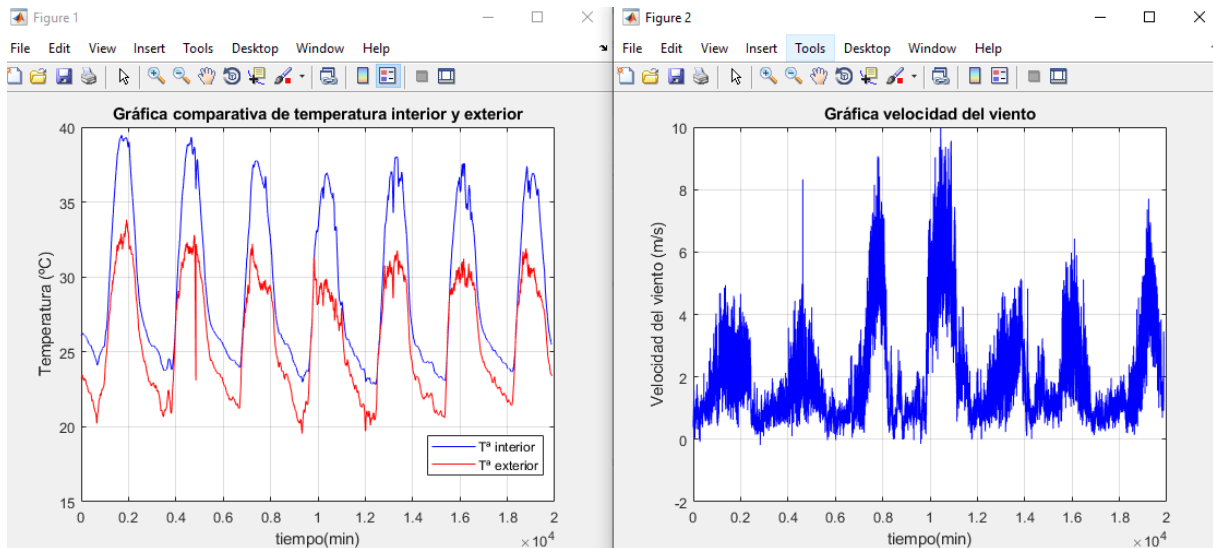 Figure 1
File Edit View Insert Tools Desktop Window Help
Gráfica comparativa de temperatura interior y exterior
Temperatura (ºC)
40
35
30
25
20
15
Tª interior
Tª exterior
0 0.2 0.4 0.6 0.8 1 1.2 1.4 1.6 1.8 2
tiempo(min)
×10⁴
Figure 2
File Edit View Insert Tools Desktop Window Help
Gráfica velocidad del viento
Velocidad del viento (m/s)
10
8
6
4
2
0
-2
0 0.2 0.4 0.6 0.8 1 1.2 1.4 1.6 1.8 2
tiempo(min)
×10⁴